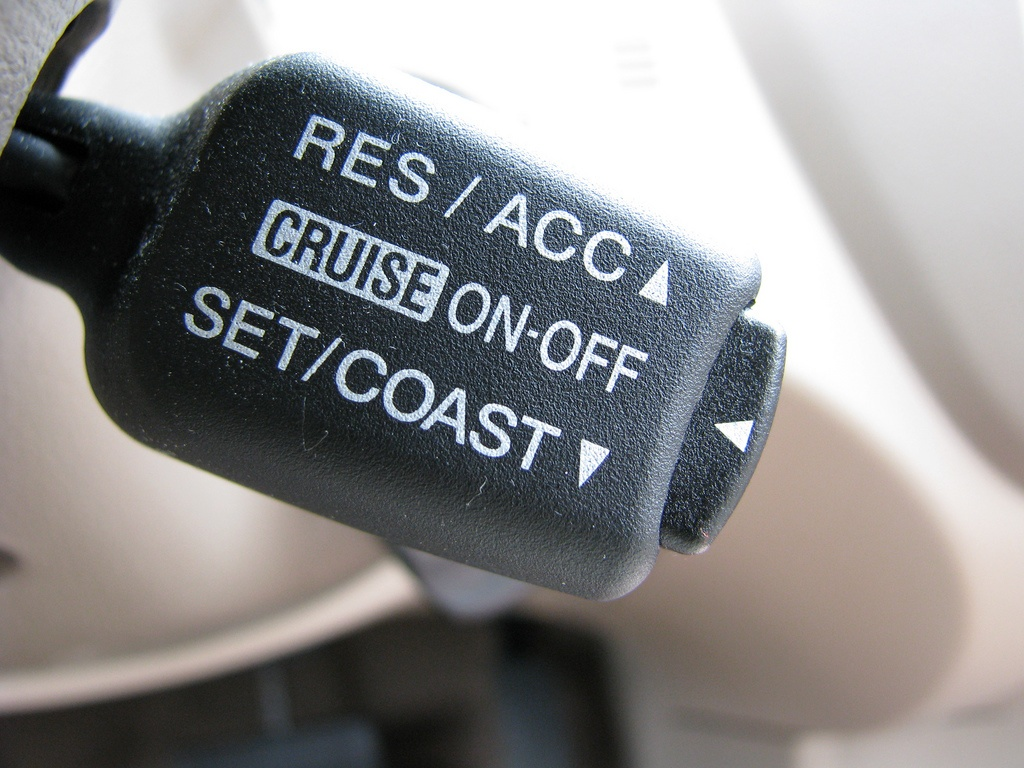 RES / ACC ▲
CRUISE ON-OFF
SET/COAST ▼